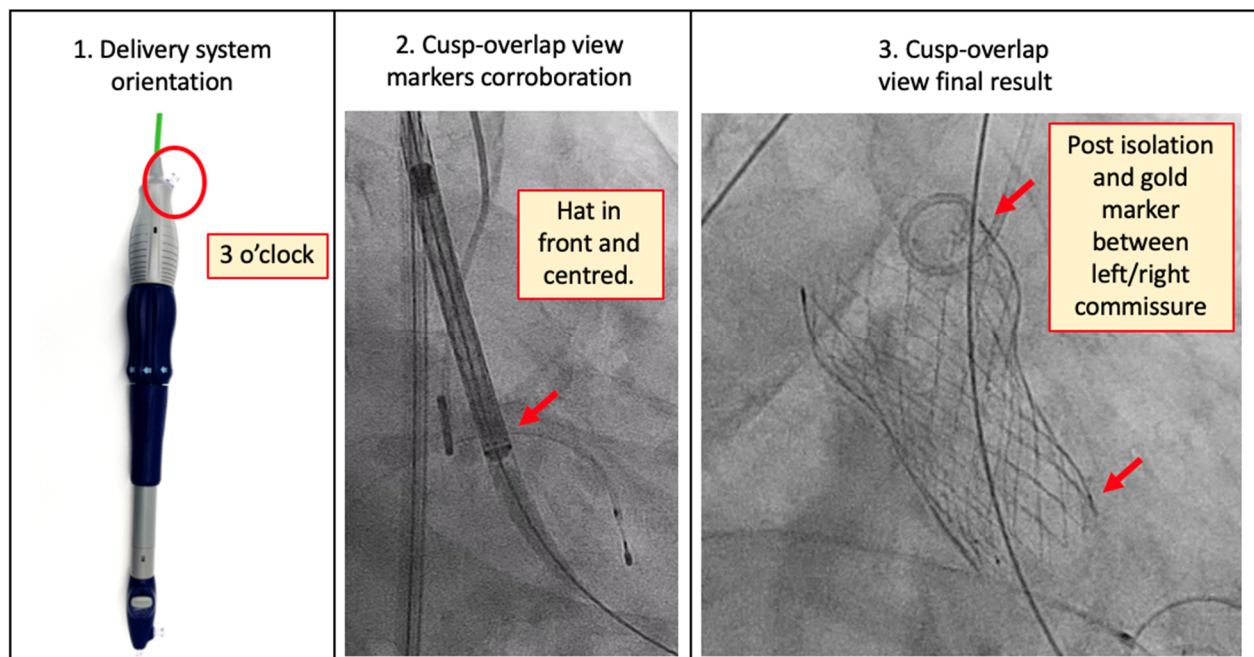 1. Delivery system
orientation
3 o’clock
2. Cusp-overlap view
markers corroboration
Hat in
front and
centred.
3. Cusp-overlap
view final result
Post isolation
and gold
marker
between
left/right
commissure